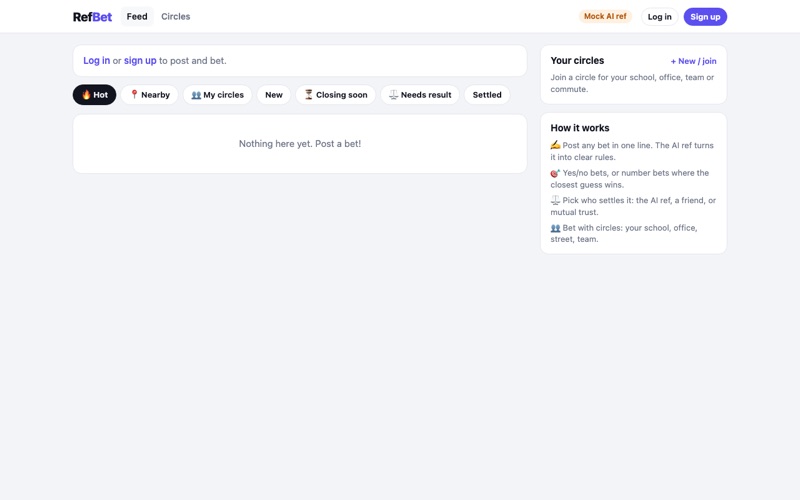 RefBet Feed Circles Mock AI ref Log in Sign up
Log in or sign up to post and bet.
🔥 Hot 📍 Nearby 👥 My circles New ⏳ Closing soon ⚖️ Needs result Settled
Nothing here yet. Post a bet!
Your circles + New / join
Join a circle for your school, office, team or
commute.
How it works
✍️ Post any bet in one line. The AI ref turns
it into clear rules.
🎯 Yes/no bets, or number bets where the
closest guess wins.
⚖️ Pick who settles it: the AI ref, a friend, or
mutual trust.
👥 Bet with circles: your school, office,
street, team.